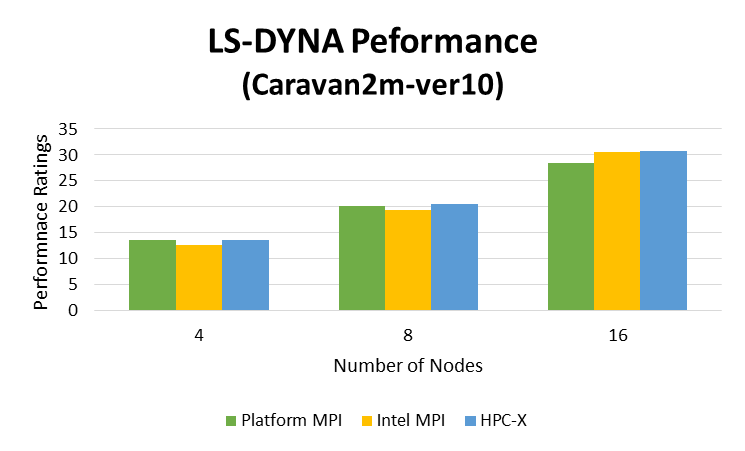 LS-DYNA Peformance
(Caravan2m-ver10)
35
30
25
20
15
10
5
0
Performnace Ratings
4 8 16
Number of Nodes
Platform MPI Intel MPI HPC-X